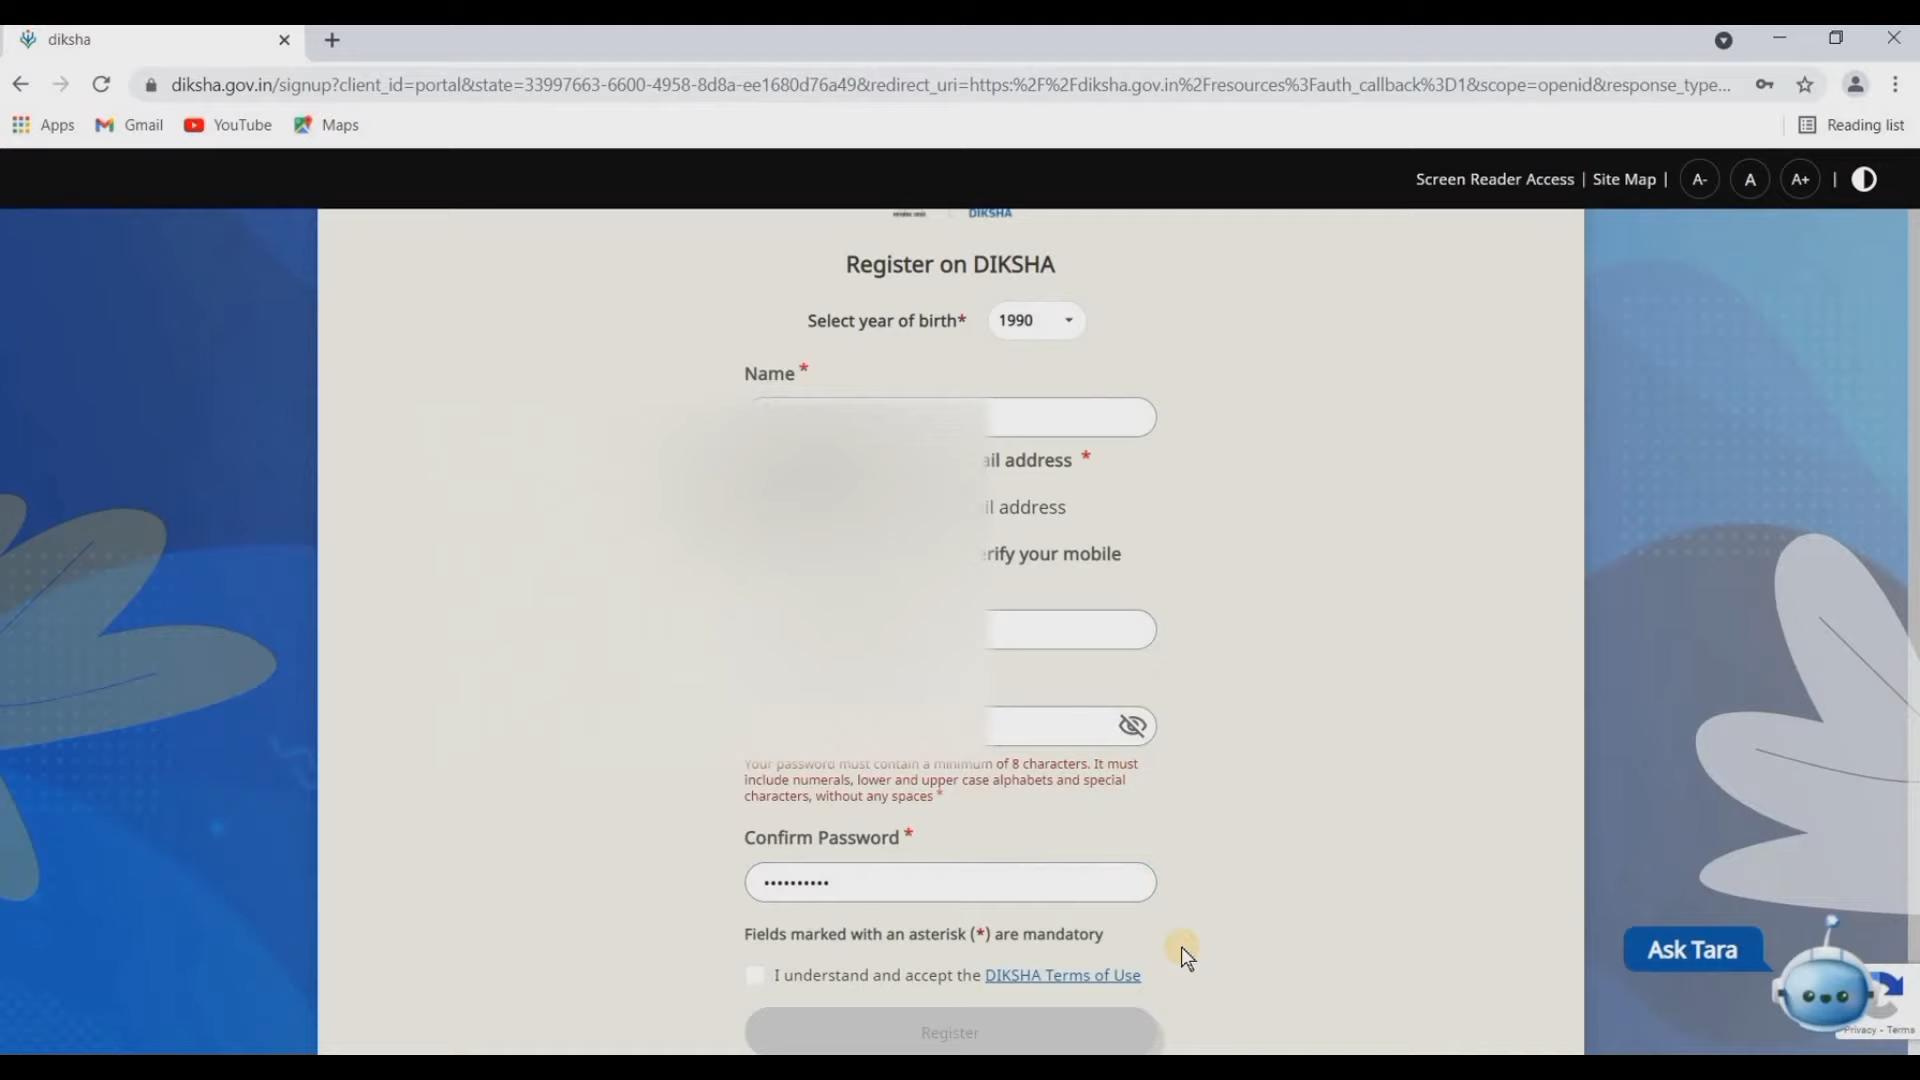 diksha
diksha.gov.in/signup?client_id=portal&state=33997663-6600-4958-8d8a-ee1680d76a49&redirect_uri=https:%2F%2Fdiksha.gov.in%2Fresources%3Fauth_callback%3D1&scope=openid&response_type...
Apps Gmail YouTube Maps Reading list
Screen Reader Access | Site Map | A- A A+ |
DIKSHA
Register on DIKSHA
Select year of birth* 1990
Name *
address *
address
your mobile
Your password must contain a minimum of 8 characters. It must
include numerals, lower and upper case alphabets and special
characters, without any spaces *
Confirm Password *
••••••••••
Fields marked with an asterisk (*) are mandatory
I understand and accept the DIKSHA Terms of Use
Register
Ask Tara
Privacy - Terms